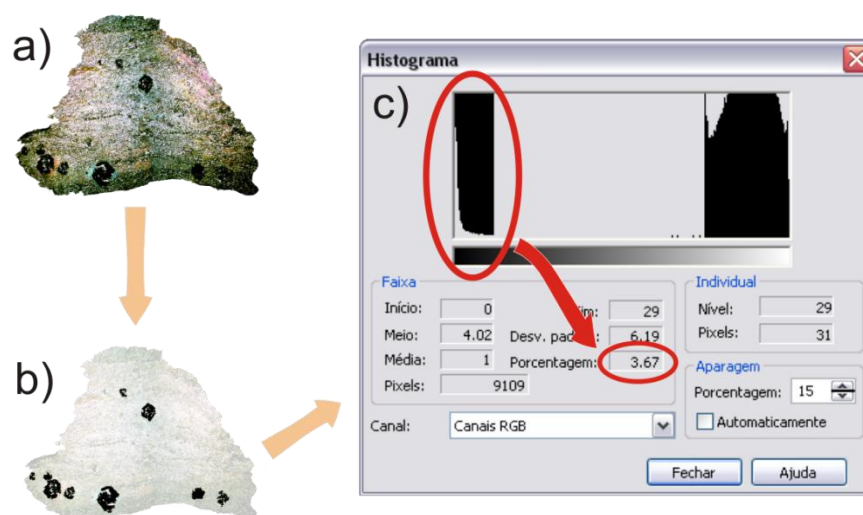 a)
Histograma
c)
Faixa
Início: 0
29
Meio: 4.02 Desv. 6.19
Média: 1 Porcentagem: 3.67
Pixels: 9109
Individual
Nível: 29
Pixels: 31
Aparagem
Porcentagem: 15
Automaticamente
b)
Canal: Canais RGB
Fechar Ajuda